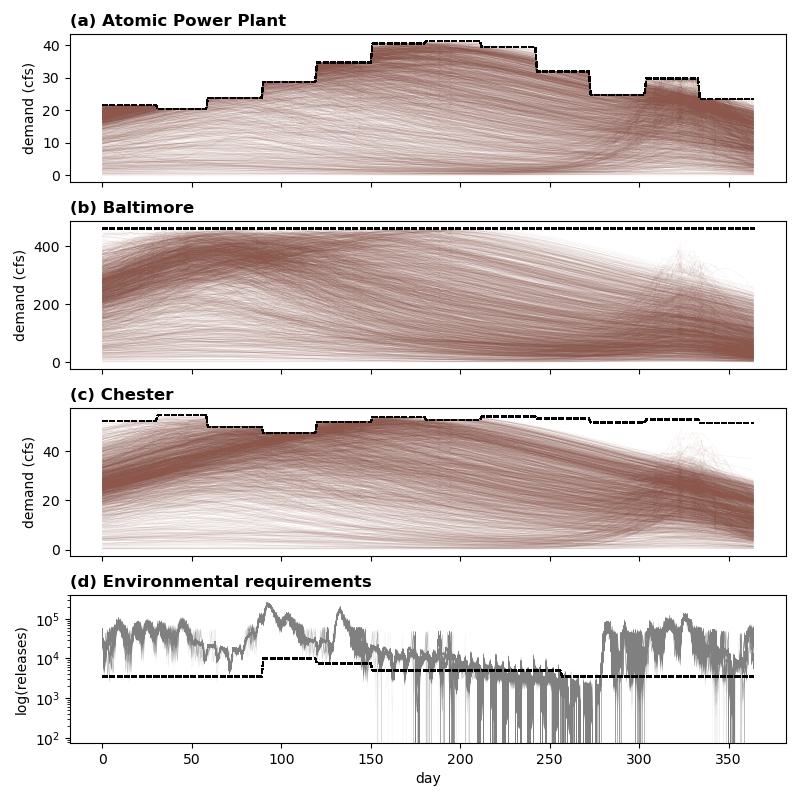 (a) Atomic Power Plant
demand (cfs)
40
30
20
10
0
(b) Baltimore
demand (cfs)
400
200
0
(c) Chester
demand (cfs)
40
20
0
(d) Environmental requirements
log(releases)
10⁵
10⁴
10³
10²
0 50 100 150 200 250 300 350
day